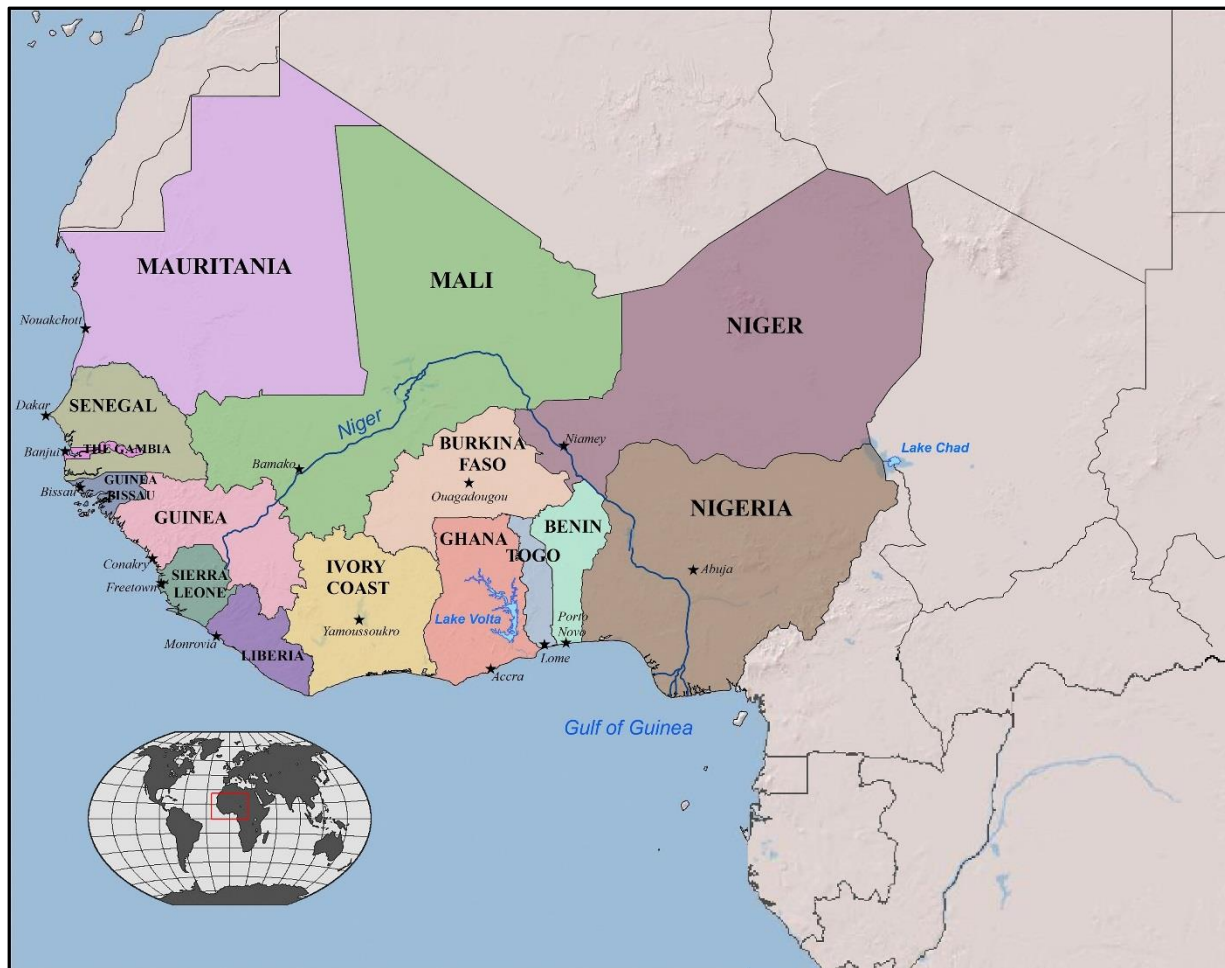 MAURITANIA
MALI
NIGER
Nouakchott
SENEGAL
Dakar
Niger
BURKINA
FASO
Niamey
Lake Chad
THE GAMBIA
Banjul
Bamako
Ouagadougou
GUINEA
BISSAU
Bissau
GUINEA
NIGERIA
BENIN
GHANA
TOGO
IVORY
COAST
Conakry
SIERRA
LEONE
Freetown
Abuja
Lake Volta
Yamoussoukro
Porto
Novo
Monrovia
LIBERIA
Lome
Accra
Gulf of Guinea